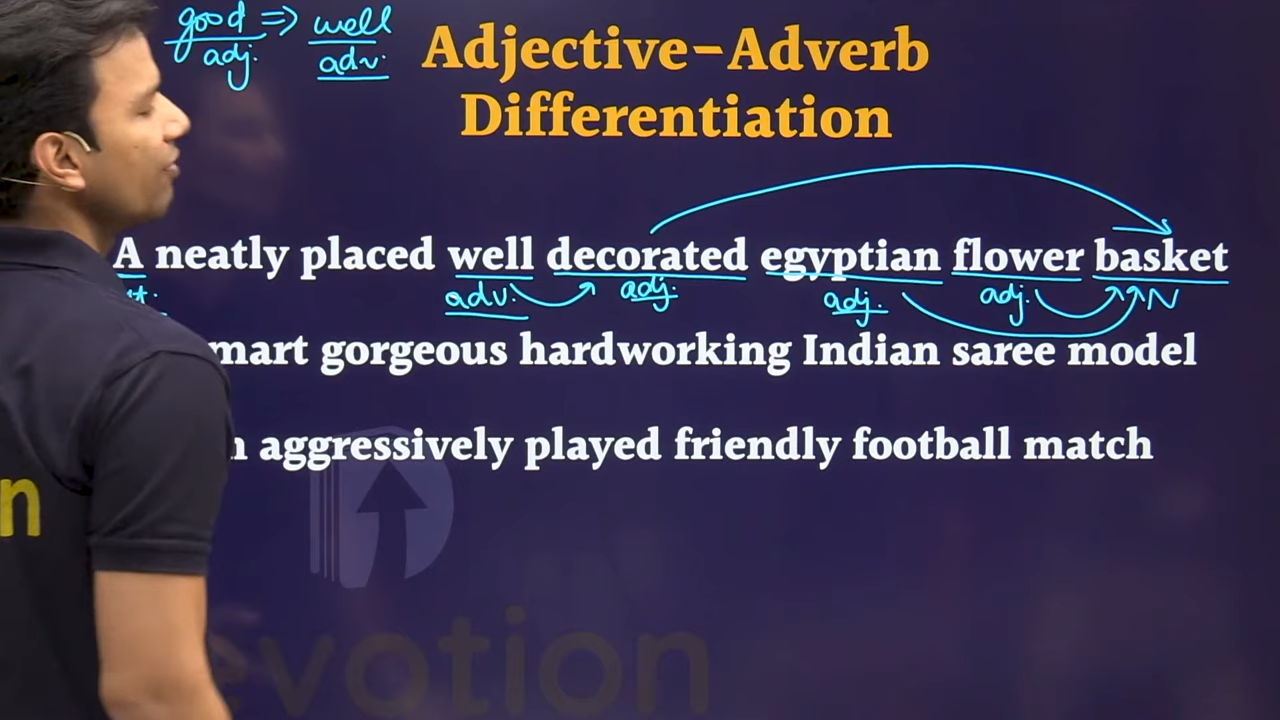 good ⇒ well
adj. adv.
Adjective–Adverb
Differentiation
A neatly placed well decorated egyptian flower basket
adv. adj. adj. adj. N
mart gorgeous hardworking Indian saree model
n aggressively played friendly football match
n
evotion